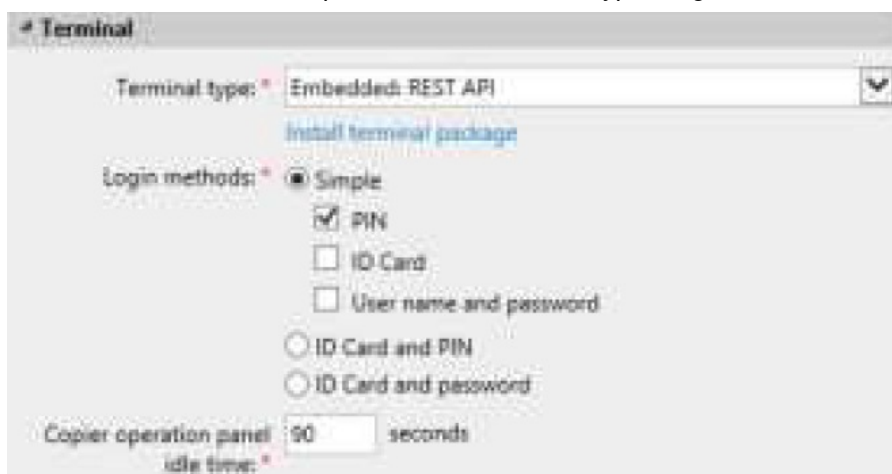 Terminal
Terminal type: * Embedded: REST API
Install terminal package
Login methods: * Simple
PIN
ID Card
User name and password
ID Card and PIN
ID Card and password
Copier operation panel 90 seconds
idle time: *